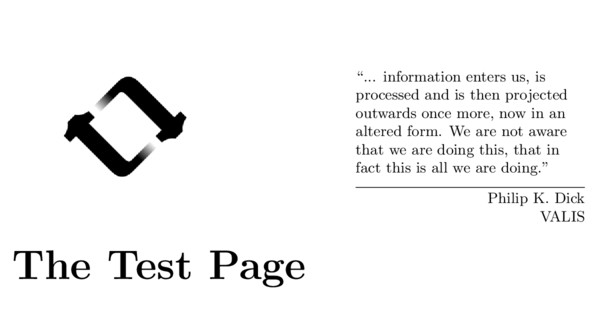 “... information enters us, is
processed and is then projected
outwards once more, now in an
altered form. We are not aware
that we are doing this, that in
fact this is all we are doing.”
Philip K. Dick
VALIS
The Test Page